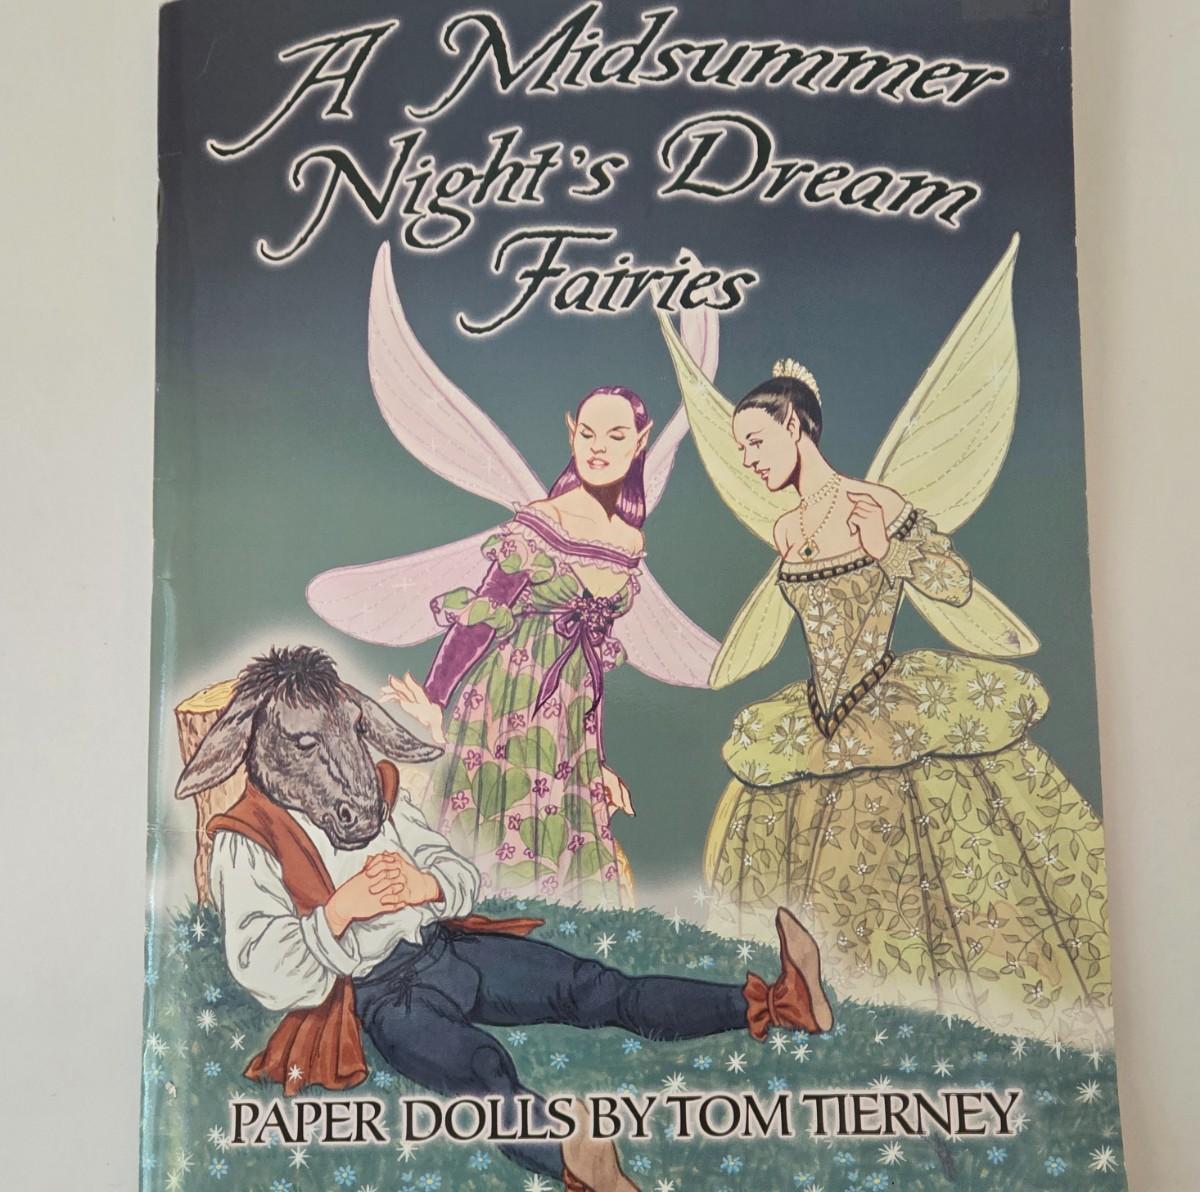 A Midsummer
Night's Dream
Fairies
PAPER DOLLS BY TOM TIERNEY